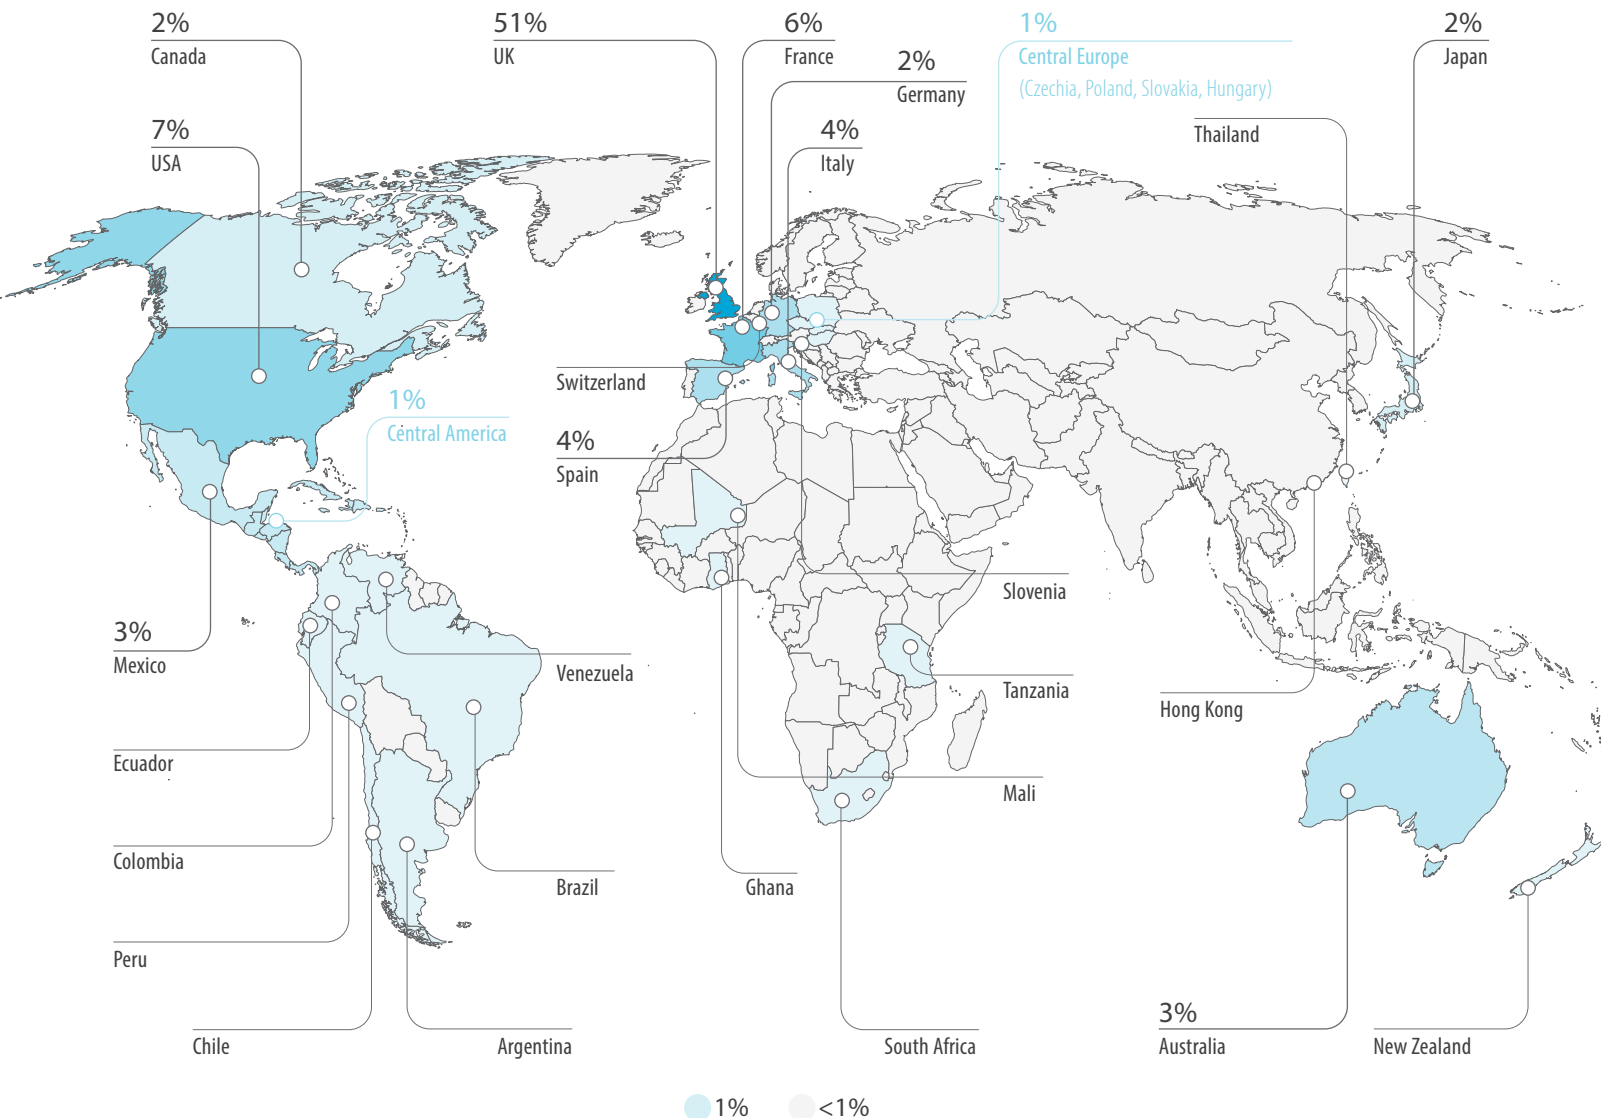 2%
Canada
51%
UK
6%
France
1%
Central Europe
(Czechia, Poland, Slovakia, Hungary)
2%
Japan
2%
Germany
7%
USA
4%
Italy
Thailand
Switzerland
1%
Central America
4%
Spain
Slovenia
3%
Mexico
Venezuela
Tanzania
Hong Kong
Ecuador
Mali
Colombia
Brazil
Ghana
Peru
3%
Australia
Chile
Argentina
South Africa
New Zealand
1%
<1%